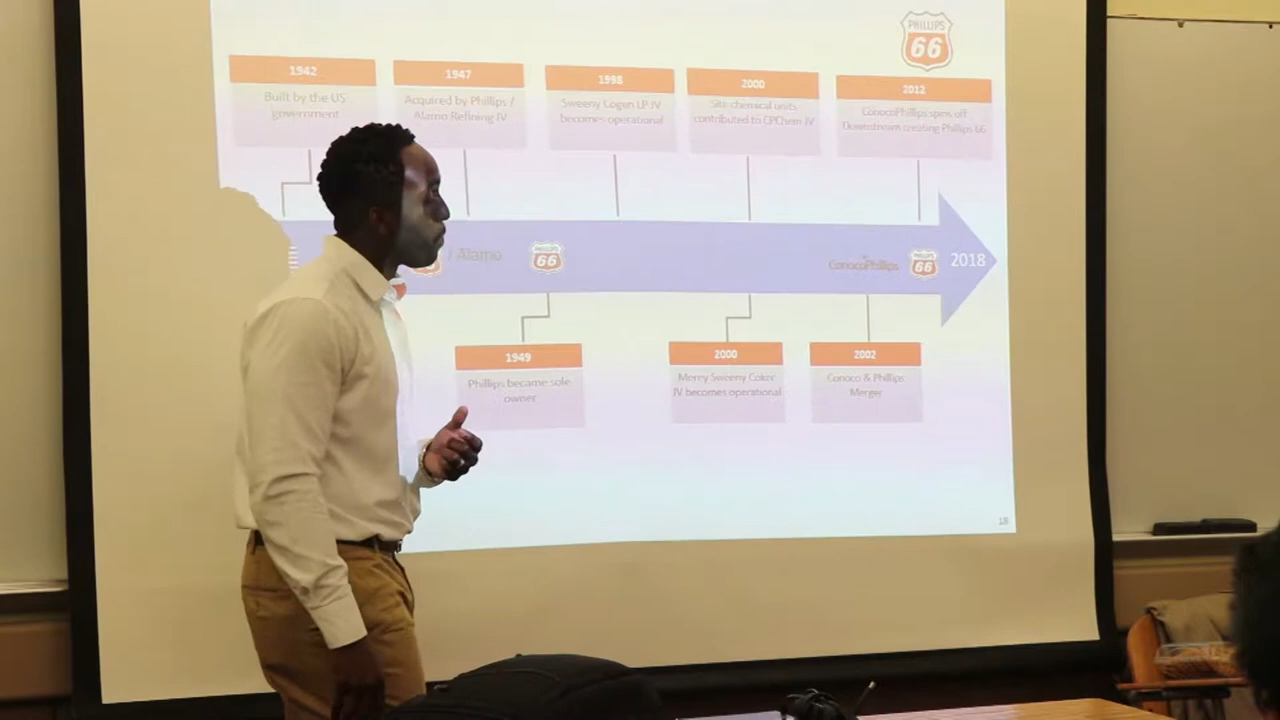 PHILLIPS
66
1942
1947
1998
2000
2012
Built by the US
government
Acquired by Phillips /
Alamo Refining JV
Sweeny Cogen LP JV
becomes operational
Site chemical units
contributed to CPChem JV
ConocoPhillips spins off
Downstream creating Phillips 66
/ Alamo
PHILLIPS
66
ConocoPhillips
PHILLIPS
66
2018
1949
2000
2002
Phillips became sole
owner
Merey Sweeny Coker
JV becomes operational
Conoco & Phillips
Merger
18